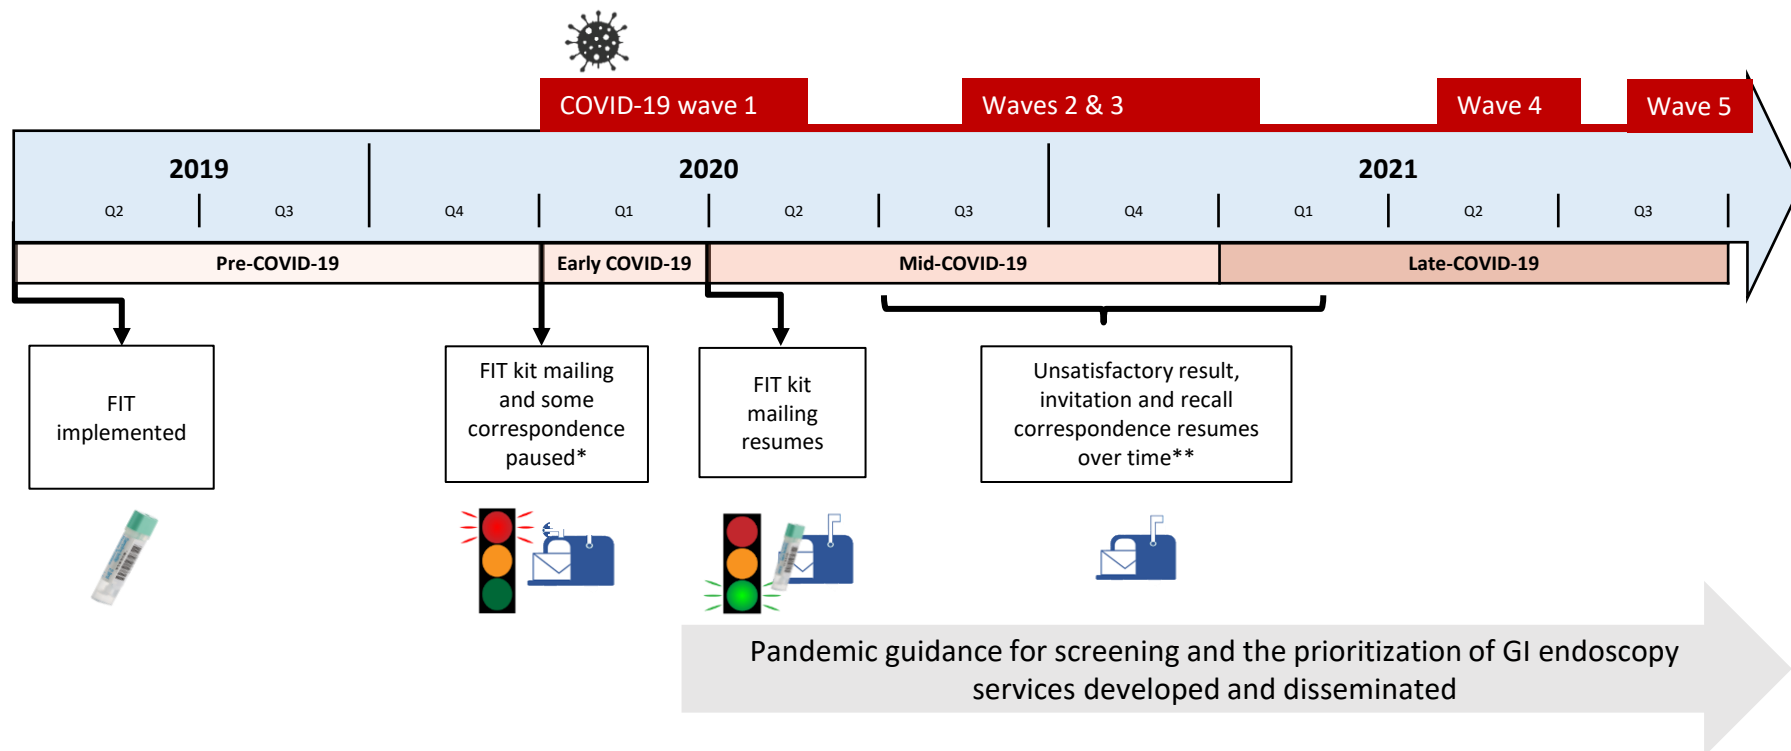 COVID-19 wave 1
Waves 2 & 3
Wave 4
Wave 5
2019
2020
2021
Q2
Q3
Q4
Q1
Q2
Q3
Q4
Q1
Q2
Q3
Pre-COVID-19
Early COVID-19
Mid-COVID-19
Late-COVID-19
FIT
implemented
FIT kit mailing
and some
correspondence
paused*
FIT kit
mailing
resumes
Unsatisfactory result,
invitation and recall
correspondence resumes
over time**
Pandemic guidance for screening and the prioritization of GI endoscopy
services developed and disseminated